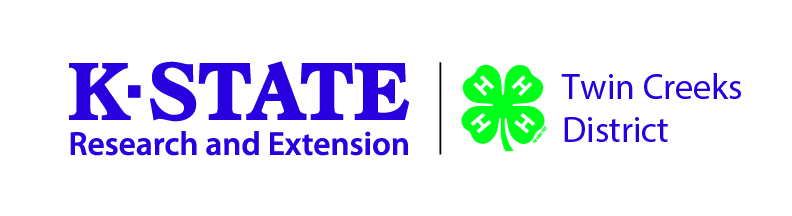 K-STATE
Research and Extension
H H
H H
Twin Creeks
District